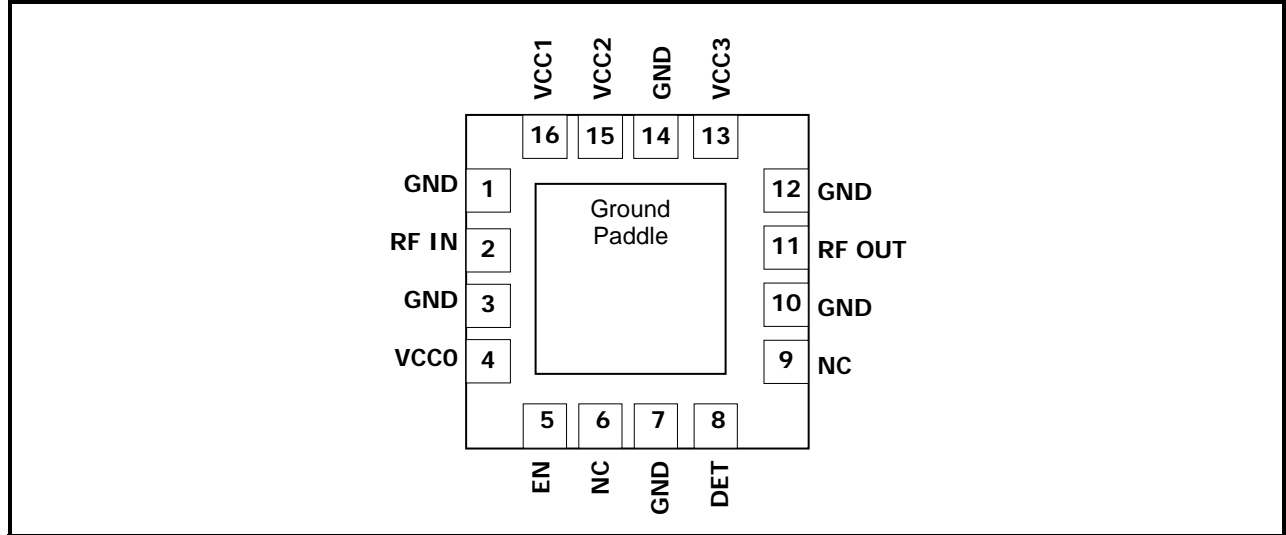 VCC1
VCC2
GND
VCC3
16
15
14
13
GND 1
12 GND
Ground
Paddle
RF IN 2
11 RF OUT
GND 3
10 GND
VCC0 4
9 NC
5
6
7
8
EN
NC
GND
DET